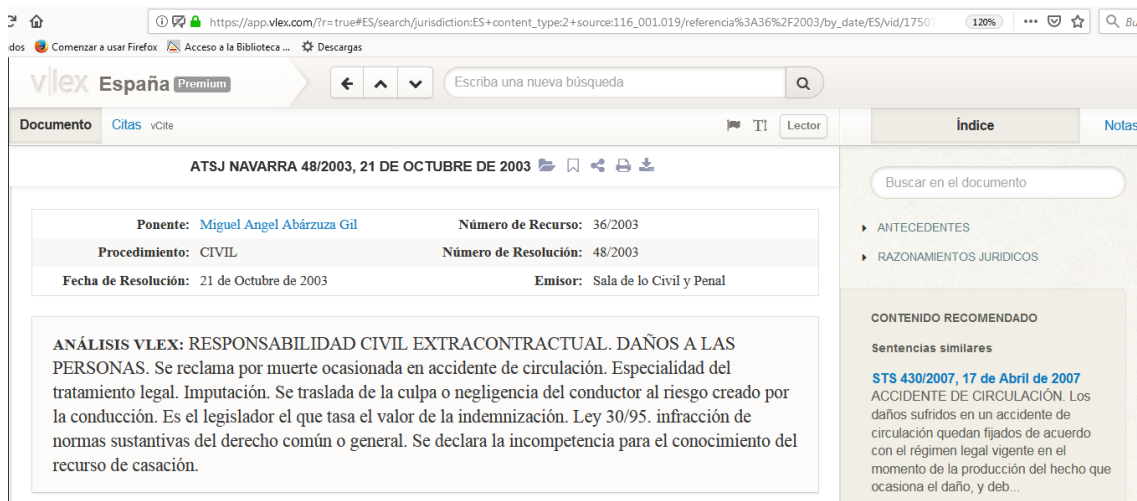 https://app.vlex.com/?r=true#ES/search/jurisdiction:ES+content_type:2+source:116_001.019/referencia%3A36%2F2003/by_date/ES/vid/17501
120%
dos Comenzar a usar Firefox Acceso a la Biblioteca ... Descargas
v|lex España Premium
Escriba una nueva búsqueda
Documento Citas vCite
Lector
Índice Notas
ATSJ NAVARRA 48/2003, 21 DE OCTUBRE DE 2003
Buscar en el documento
Ponente: Miguel Angel Abárzuza Gil Número de Recurso: 36/2003
Procedimiento: CIVIL Número de Resolución: 48/2003
Fecha de Resolución: 21 de Octubre de 2003 Emisor: Sala de lo Civil y Penal
ANÁLISIS VLEX: RESPONSABILIDAD CIVIL EXTRACONTRACTUAL. DAÑOS A LAS
PERSONAS. Se reclama por muerte ocasionada en accidente de circulación. Especialidad del
tratamiento legal. Imputación. Se traslada de la culpa o negligencia del conductor al riesgo creado por
la conducción. Es el legislador el que tasa el valor de la indemnización. Ley 30/95. infracción de
normas sustantivas del derecho común o general. Se declara la incompetencia para el conocimiento del
recurso de casación.
ANTECEDENTES
RAZONAMIENTOS JURIDICOS
CONTENIDO RECOMENDADO
Sentencias similares
STS 430/2007, 17 de Abril de 2007
ACCIDENTE DE CIRCULACIÓN. Los
daños sufridos en un accidente de
circulación quedan fijados de acuerdo
con el régimen legal vigente en el
momento de la producción del hecho que
ocasiona el daño, y deb...